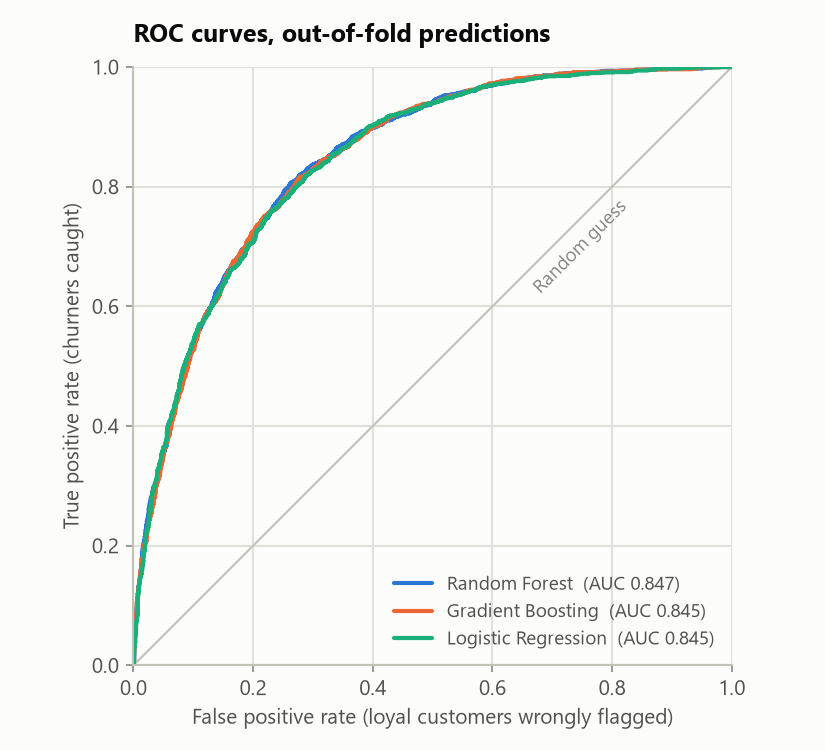 ROC curves, out-of-fold predictions
1.0
0.8
0.6
0.4
0.2
0.0
True positive rate (churners caught)
Random guess
Random Forest (AUC 0.847)
Gradient Boosting (AUC 0.845)
Logistic Regression (AUC 0.845)
0.0 0.2 0.4 0.6 0.8 1.0
False positive rate (loyal customers wrongly flagged)